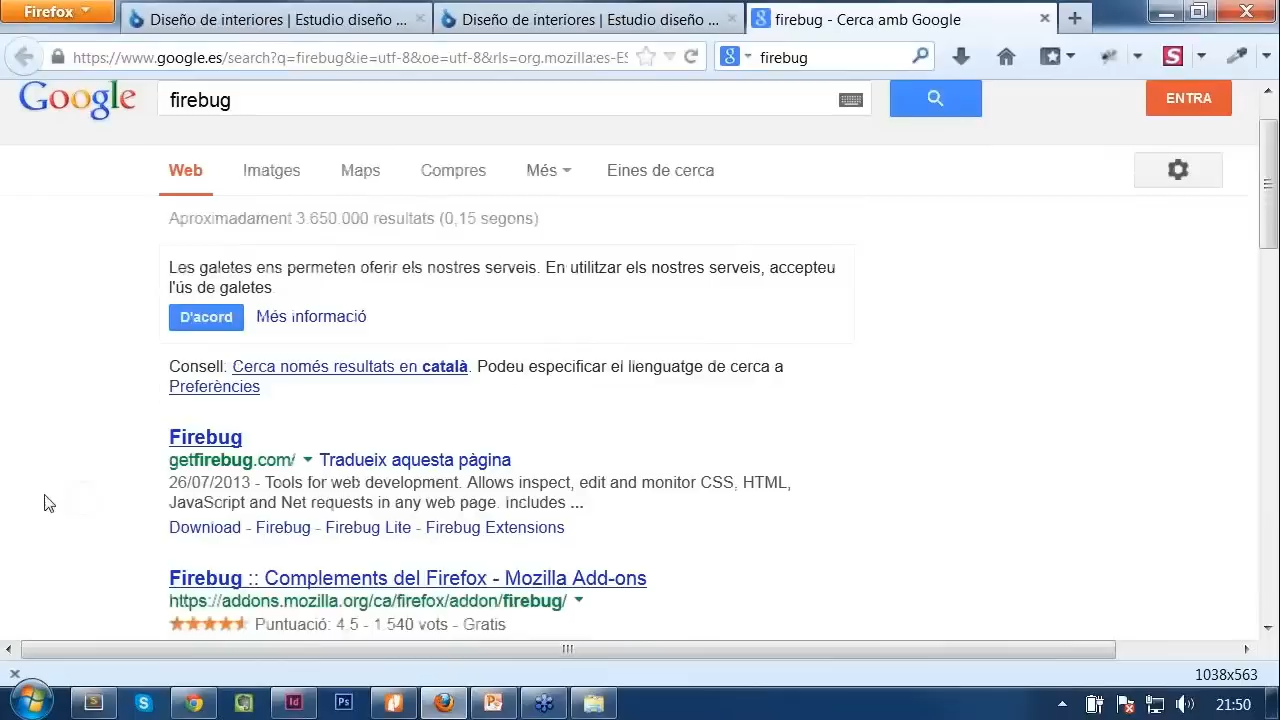 Firefox
Diseño de interiores | Estudio diseño ...
Diseño de interiores | Estudio diseño ...
firebug - Cerca amb Google
https://www.google.es/search?q=firebug&ie=utf-8&oe=utf-8&rls=org.mozilla:es-ES
firebug
Google
firebug
ENTRA
Web
Imatges
Maps
Compres
Més
Eines de cerca
Aproximadament 3.650.000 resultats (0,15 segons)
Les galetes ens permeten oferir els nostres serveis. En utilitzar els nostres serveis, accepteu
l'ús de galetes.
D'acord
Més informació
Consell: Cerca només resultats en català. Podeu especificar el llenguatge de cerca a
Preferències
Firebug
getfirebug.com/ Tradueix aquesta pàgina
26/07/2013 - Tools for web development. Allows inspect, edit and monitor CSS, HTML,
JavaScript and Net requests in any web page. Includes ...
Download - Firebug - Firebug Lite - Firebug Extensions
Firebug :: Complements del Firefox - Mozilla Add-ons
https://addons.mozilla.org/ca/firefox/addon/firebug/
Puntuació: 4.5 - 1 540 vots - Gratis
1038x563
21:50